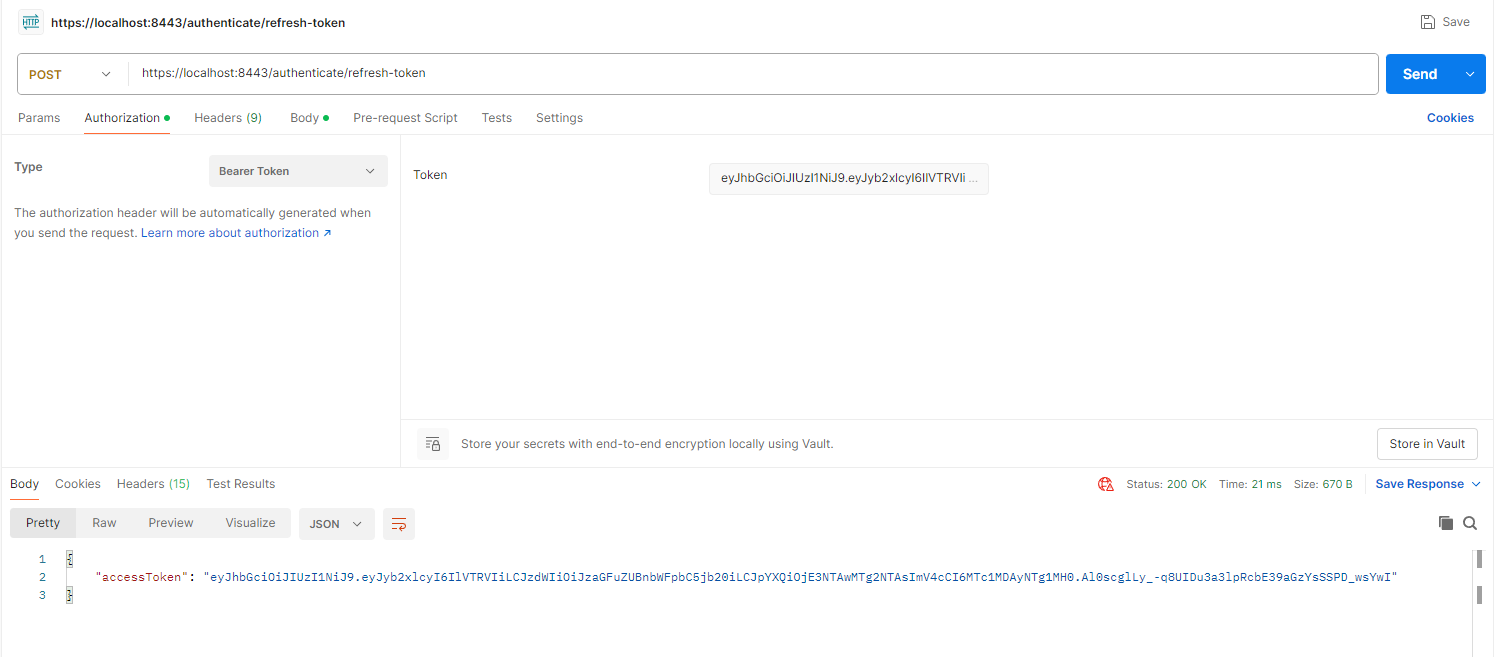 HTTP https://localhost:8443/authenticate/refresh-token Save
POST https://localhost:8443/authenticate/refresh-token Send
Params Authorization Headers (9) Body Pre-request Script Tests Settings Cookies
Type Bearer Token
Token eyJhbGciOiJIUzI1NiJ9.eyJyb2xlcyI6IlVTRVIi ...
The authorization header will be automatically generated when
you send the request. Learn more about authorization ↗
Store your secrets with end-to-end encryption locally using Vault. Store in Vault
Body Cookies Headers (15) Test Results Status: 200 OK Time: 21 ms Size: 670 B Save Response
Pretty Raw Preview Visualize JSON
1 {
2 "accessToken": "eyJhbGciOiJIUzI1NiJ9.eyJyb2xlcyI6IlVTRVIiLCJzdWIiOiJzaGFuZUBnbWFpbC5jb20iLCJpYXQiOjE3NTAwMTg2NTAsImV4cCI6MTc1MDAyNTg1MH0.Al0scglLy_-q8UIDu3a3lpRcbE39aGzYsSSPD_wsYwI"
3 }